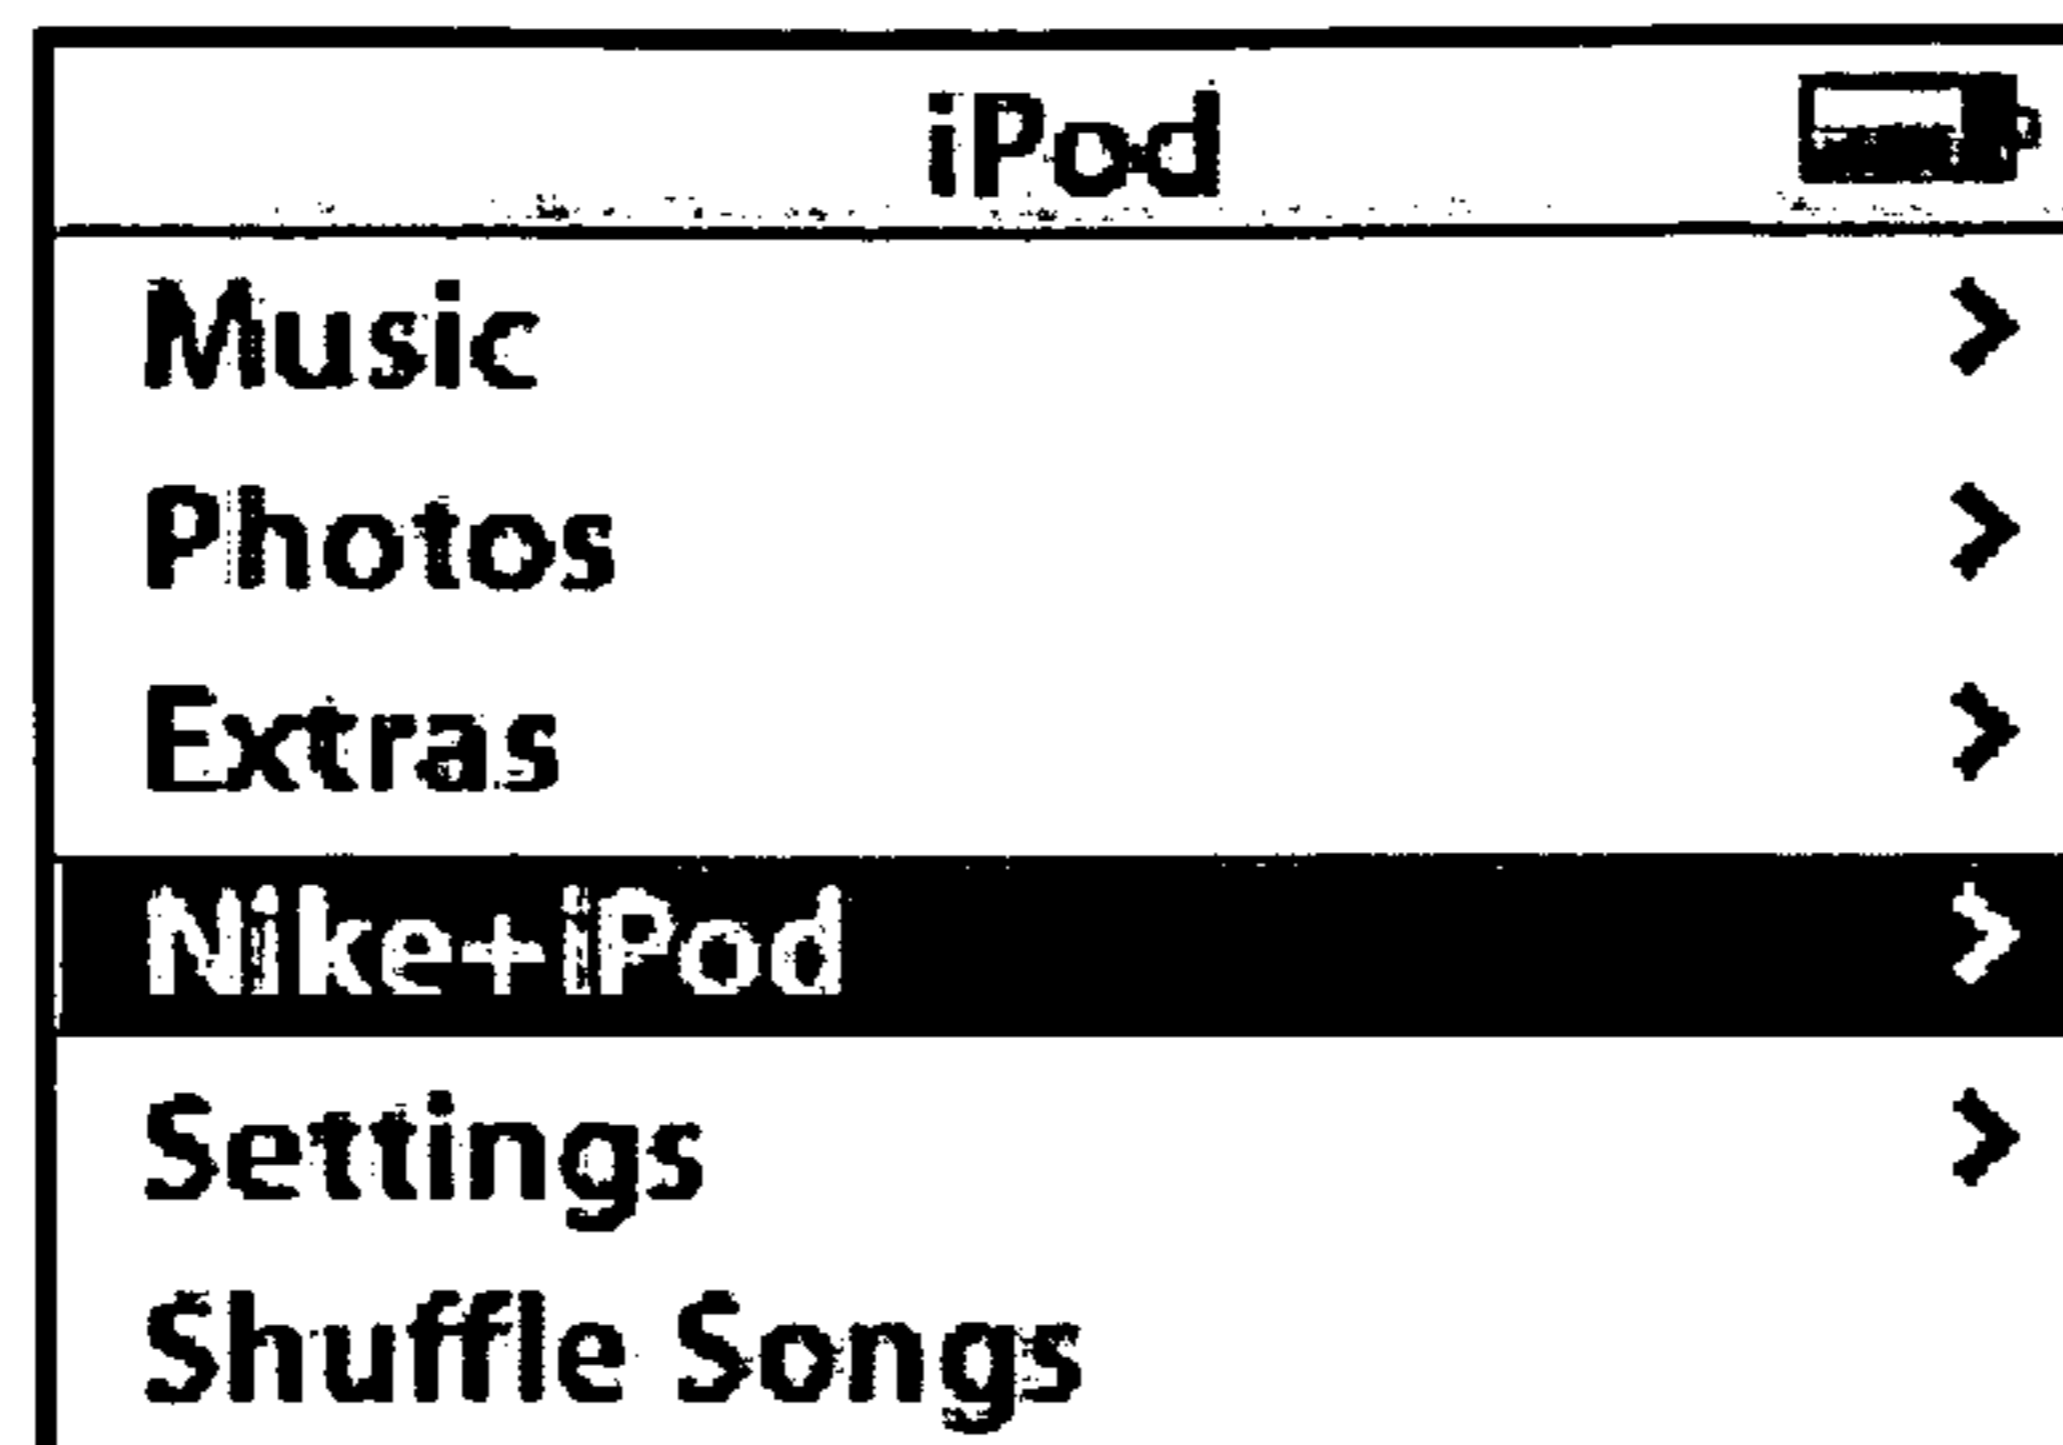 iPod
Music >
Photos >
Extras >
Nike+iPod >
Settings >
Shuffle Songs